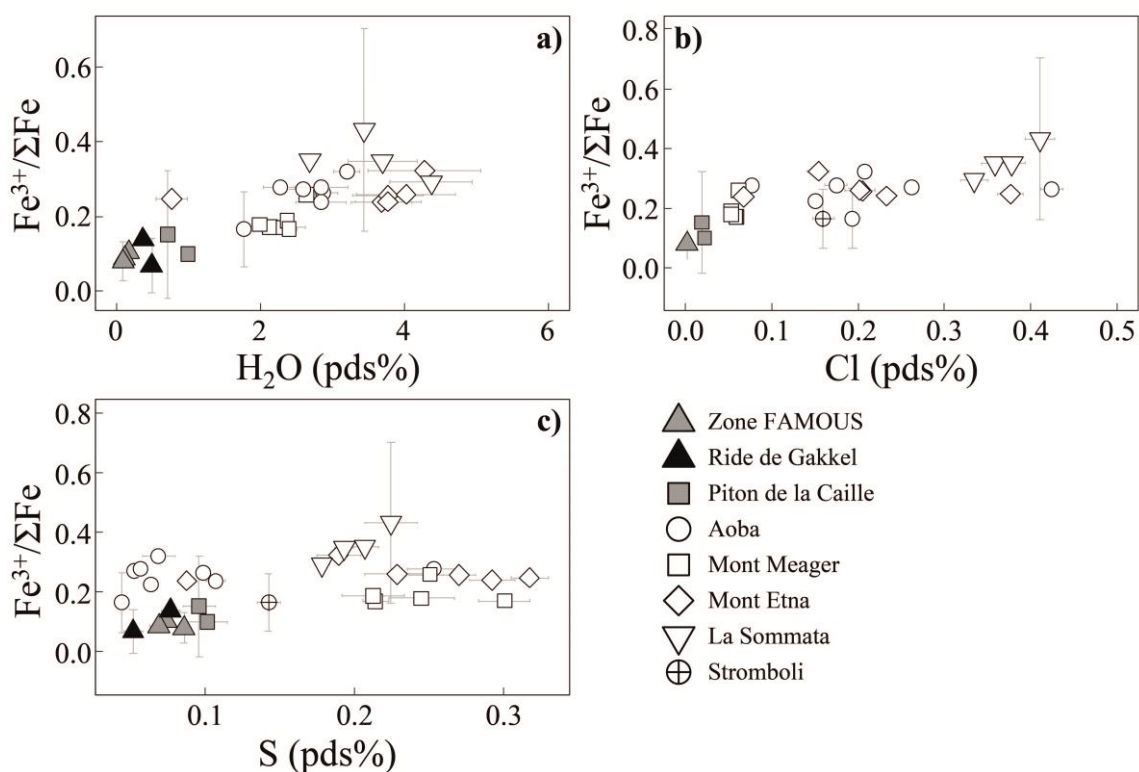 a)
Fe³⁺/ΣFe
0.6
0.4
0.2
0.0
0 2 4 6
H₂O (pds%)
b)
Fe³⁺/ΣFe
0.8
0.6
0.4
0.2
0.0
0.0 0.1 0.2 0.3 0.4 0.5
Cl (pds%)
c)
Fe³⁺/ΣFe
0.8
0.6
0.4
0.2
0.0
0.1 0.2 0.3
S (pds%)
Zone FAMOUS
Ride de Gakkel
Piton de la Caille
Aoba
Mont Meager
Mont Etna
La Sommata
Stromboli